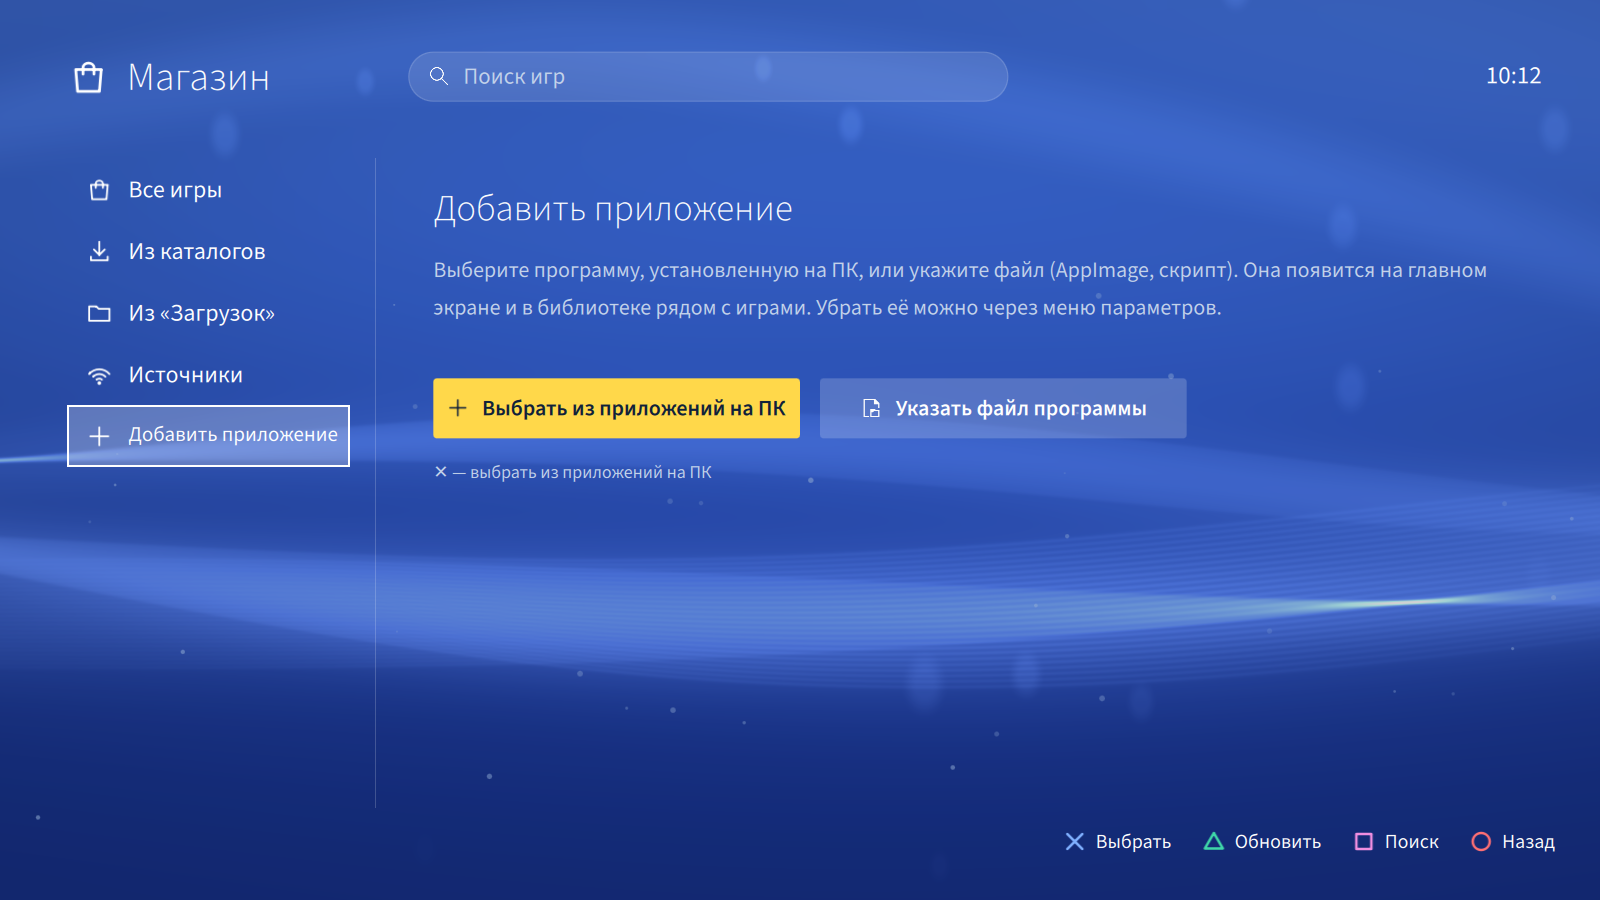 Магазин
Поиск игр
10:12
Все игры
Из каталогов
Из «Загрузок»
Источники
Добавить приложение
Добавить приложение
Выберите программу, установленную на ПК, или укажите файл (AppImage, скрипт). Она появится на главном
экране и в библиотеке рядом с играми. Убрать её можно через меню параметров.
Выбрать из приложений на ПК
Указать файл программы
✕ — выбрать из приложений на ПК
Выбрать
Обновить
Поиск
Назад